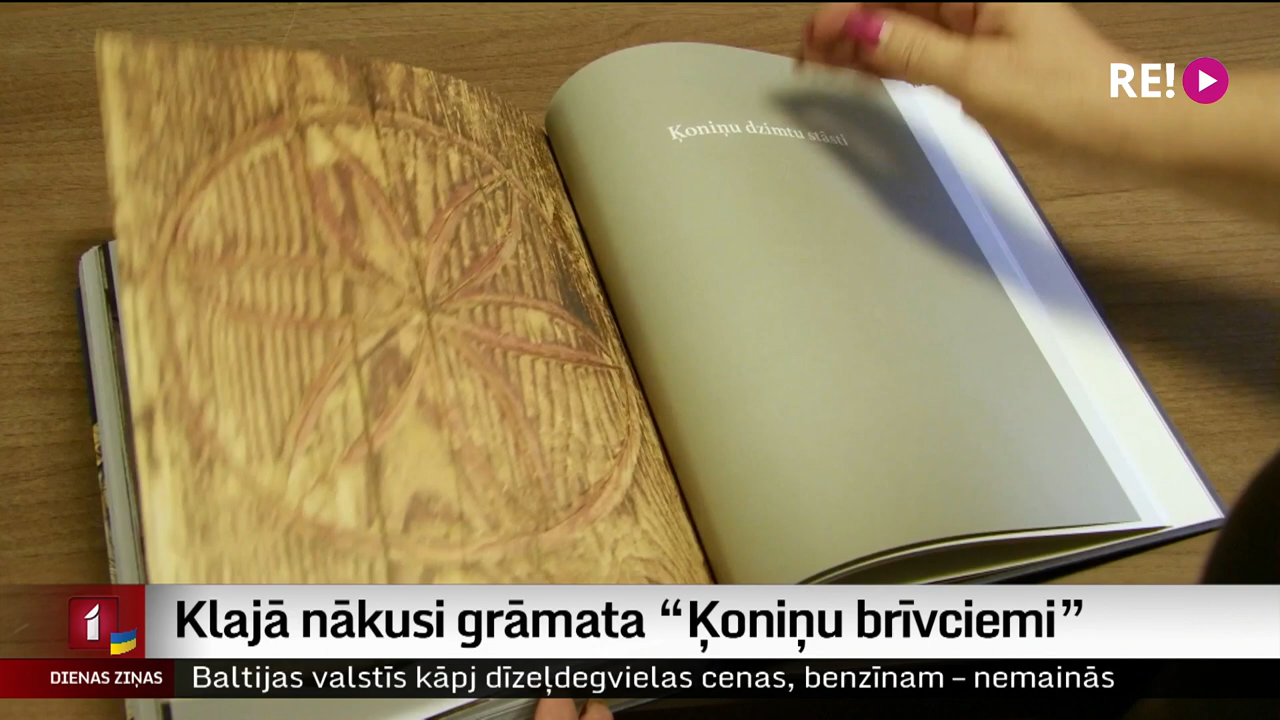 RE!
Ķoniņu dzimtu stāsti
1
Klajā nākusi grāmata “Ķoniņu brīvciemi”
DIENAS ZIŅAS
Baltijas valstīs kāpj dīzeļdegvielas cenas, benzīnam – nemainās